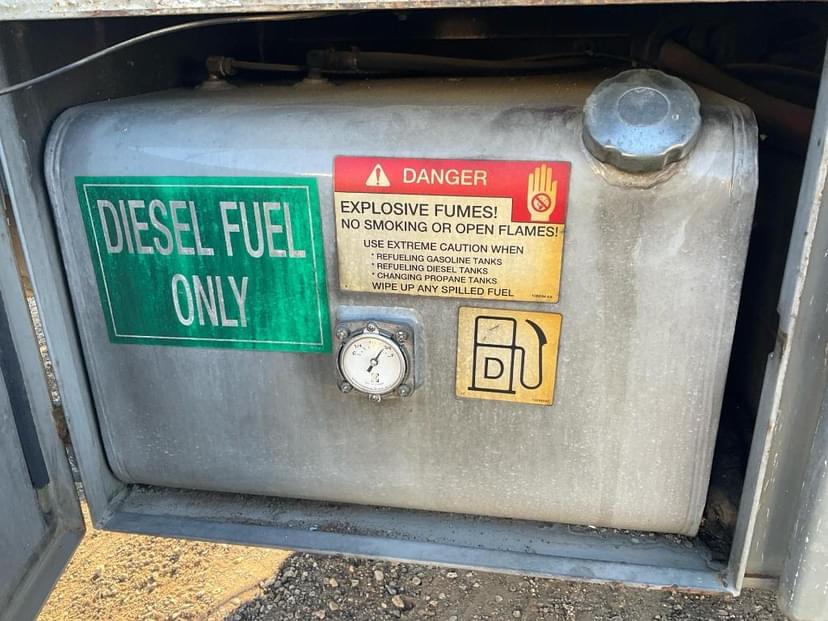 DIESEL FUEL
ONLY
DANGER
EXPLOSIVE FUMES!
NO SMOKING OR OPEN FLAMES!
USE EXTREME CAUTION WHEN
* REFUELING GASOLINE TANKS
* REFUELING DIESEL TANKS
* CHANGING PROPANE TANKS
WIPE UP ANY SPILLED FUEL
D